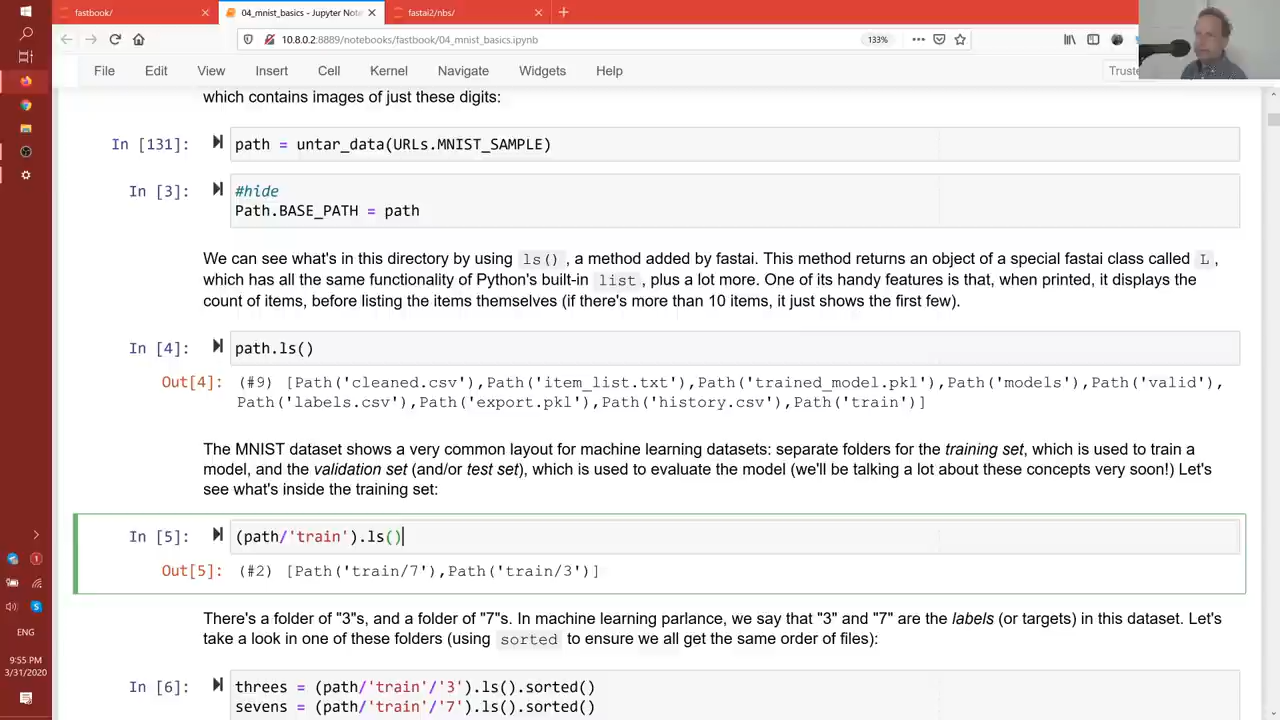 fastbook/
04_mnist_basics - Jupyter Note
fastai2/nbs/
10.8.0.2:8889/notebooks/fastbook/04_mnist_basics.ipynb
133%
File Edit View Insert Cell Kernel Navigate Widgets Help
Truste
which contains images of just these digits:
In [131]: path = untar_data(URLs.MNIST_SAMPLE)
In [3]: #hide
Path.BASE_PATH = path
We can see what's in this directory by using ls() , a method added by fastai. This method returns an object of a special fastai class called L ,
which has all the same functionality of Python's built-in list , plus a lot more. One of its handy features is that, when printed, it displays the
count of items, before listing the items themselves (if there's more than 10 items, it just shows the first few).
In [4]: path.ls()
Out[4]: (#9) [Path('cleaned.csv'),Path('item_list.txt'),Path('trained_model.pkl'),Path('models'),Path('valid'),
Path('labels.csv'),Path('export.pkl'),Path('history.csv'),Path('train')]
The MNIST dataset shows a very common layout for machine learning datasets: separate folders for the training set, which is used to train a
model, and the validation set (and/or test set), which is used to evaluate the model (we'll be talking a lot about these concepts very soon!) Let's
see what's inside the training set:
In [5]: (path/'train').ls()
Out[5]: (#2) [Path('train/7'),Path('train/3')]
There's a folder of "3"s, and a folder of "7"s. In machine learning parlance, we say that "3" and "7" are the labels (or targets) in this dataset. Let's
take a look in one of these folders (using sorted to ensure we all get the same order of files):
In [6]: threes = (path/'train'/'3').ls().sorted()
sevens = (path/'train'/'7').ls().sorted()
ENG
9:55 PM
3/31/2020